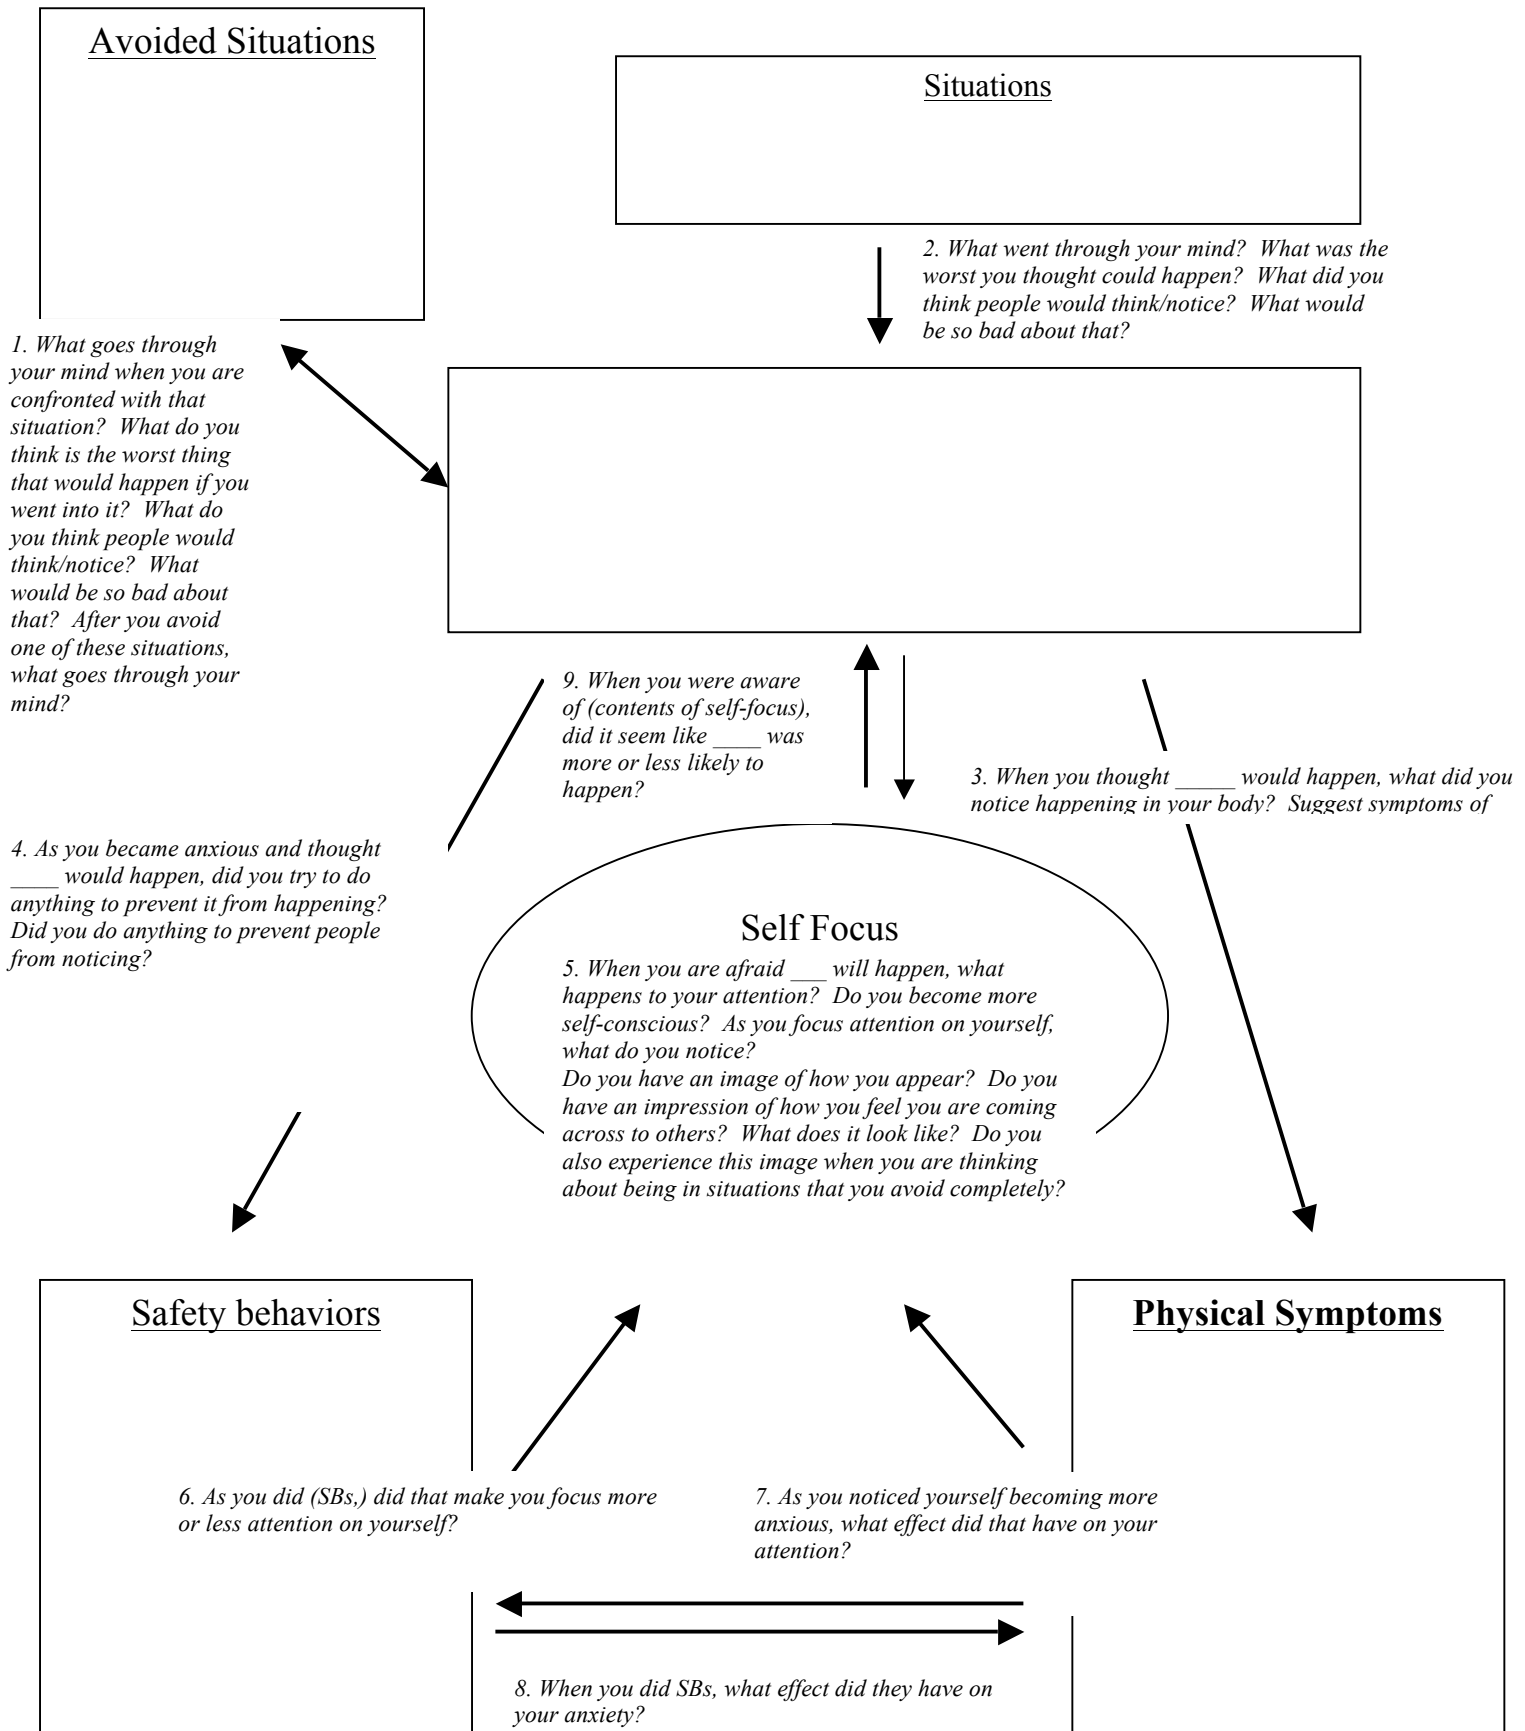 Avoided Situations
Situations
2. What went through your mind? What was the
worst you thought could happen? What did you
think people would think/notice? What would
be so bad about that?
1. What goes through
your mind when you are
confronted with that
situation? What do you
think is the worst thing
that would happen if you
went into it? What do
you think people would
think/notice? What
would be so bad about
that? After you avoid
one of these situations,
what goes through your
mind?
9. When you were aware
of (contents of self-focus),
did it seem like ____ was
more or less likely to
happen?
3. When you thought _____ would happen, what did you
notice happening in your body? Suggest symptoms of
4. As you became anxious and thought
____ would happen, did you try to do
anything to prevent it from happening?
Did you do anything to prevent people
from noticing?
Self Focus
5. When you are afraid ___ will happen, what
happens to your attention? Do you become more
self-conscious? As you focus attention on yourself,
what do you notice?
Do you have an image of how you appear? Do you
have an impression of how you feel you are coming
across to others? What does it look like? Do you
also experience this image when you are thinking
about being in situations that you avoid completely?
Safety behaviors
Physical Symptoms
6. As you did (SBs,) did that make you focus more
or less attention on yourself?
7. As you noticed yourself becoming more
anxious, what effect did that have on your
attention?
8. When you did SBs, what effect did they have on
your anxiety?